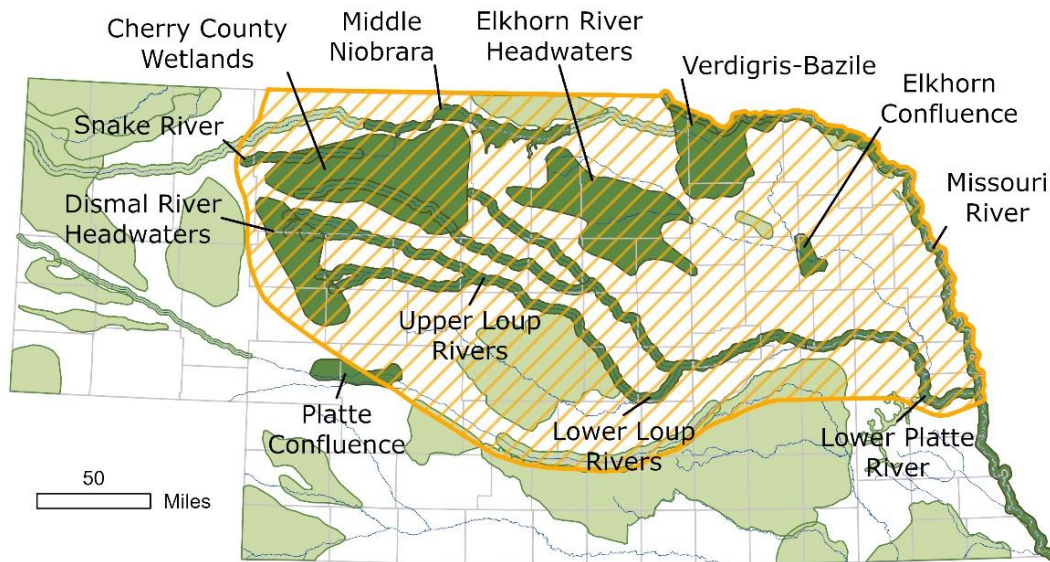 Cherry County
Wetlands
Middle
Niobrara
Elkhorn River
Headwaters
Verdigris-Bazile
Elkhorn
Confluence
Snake River
Missouri
River
Dismal River
Headwaters
Upper Loup
Rivers
Platte
Confluence
Lower Loup
Rivers
Lower Platte
River
50
Miles